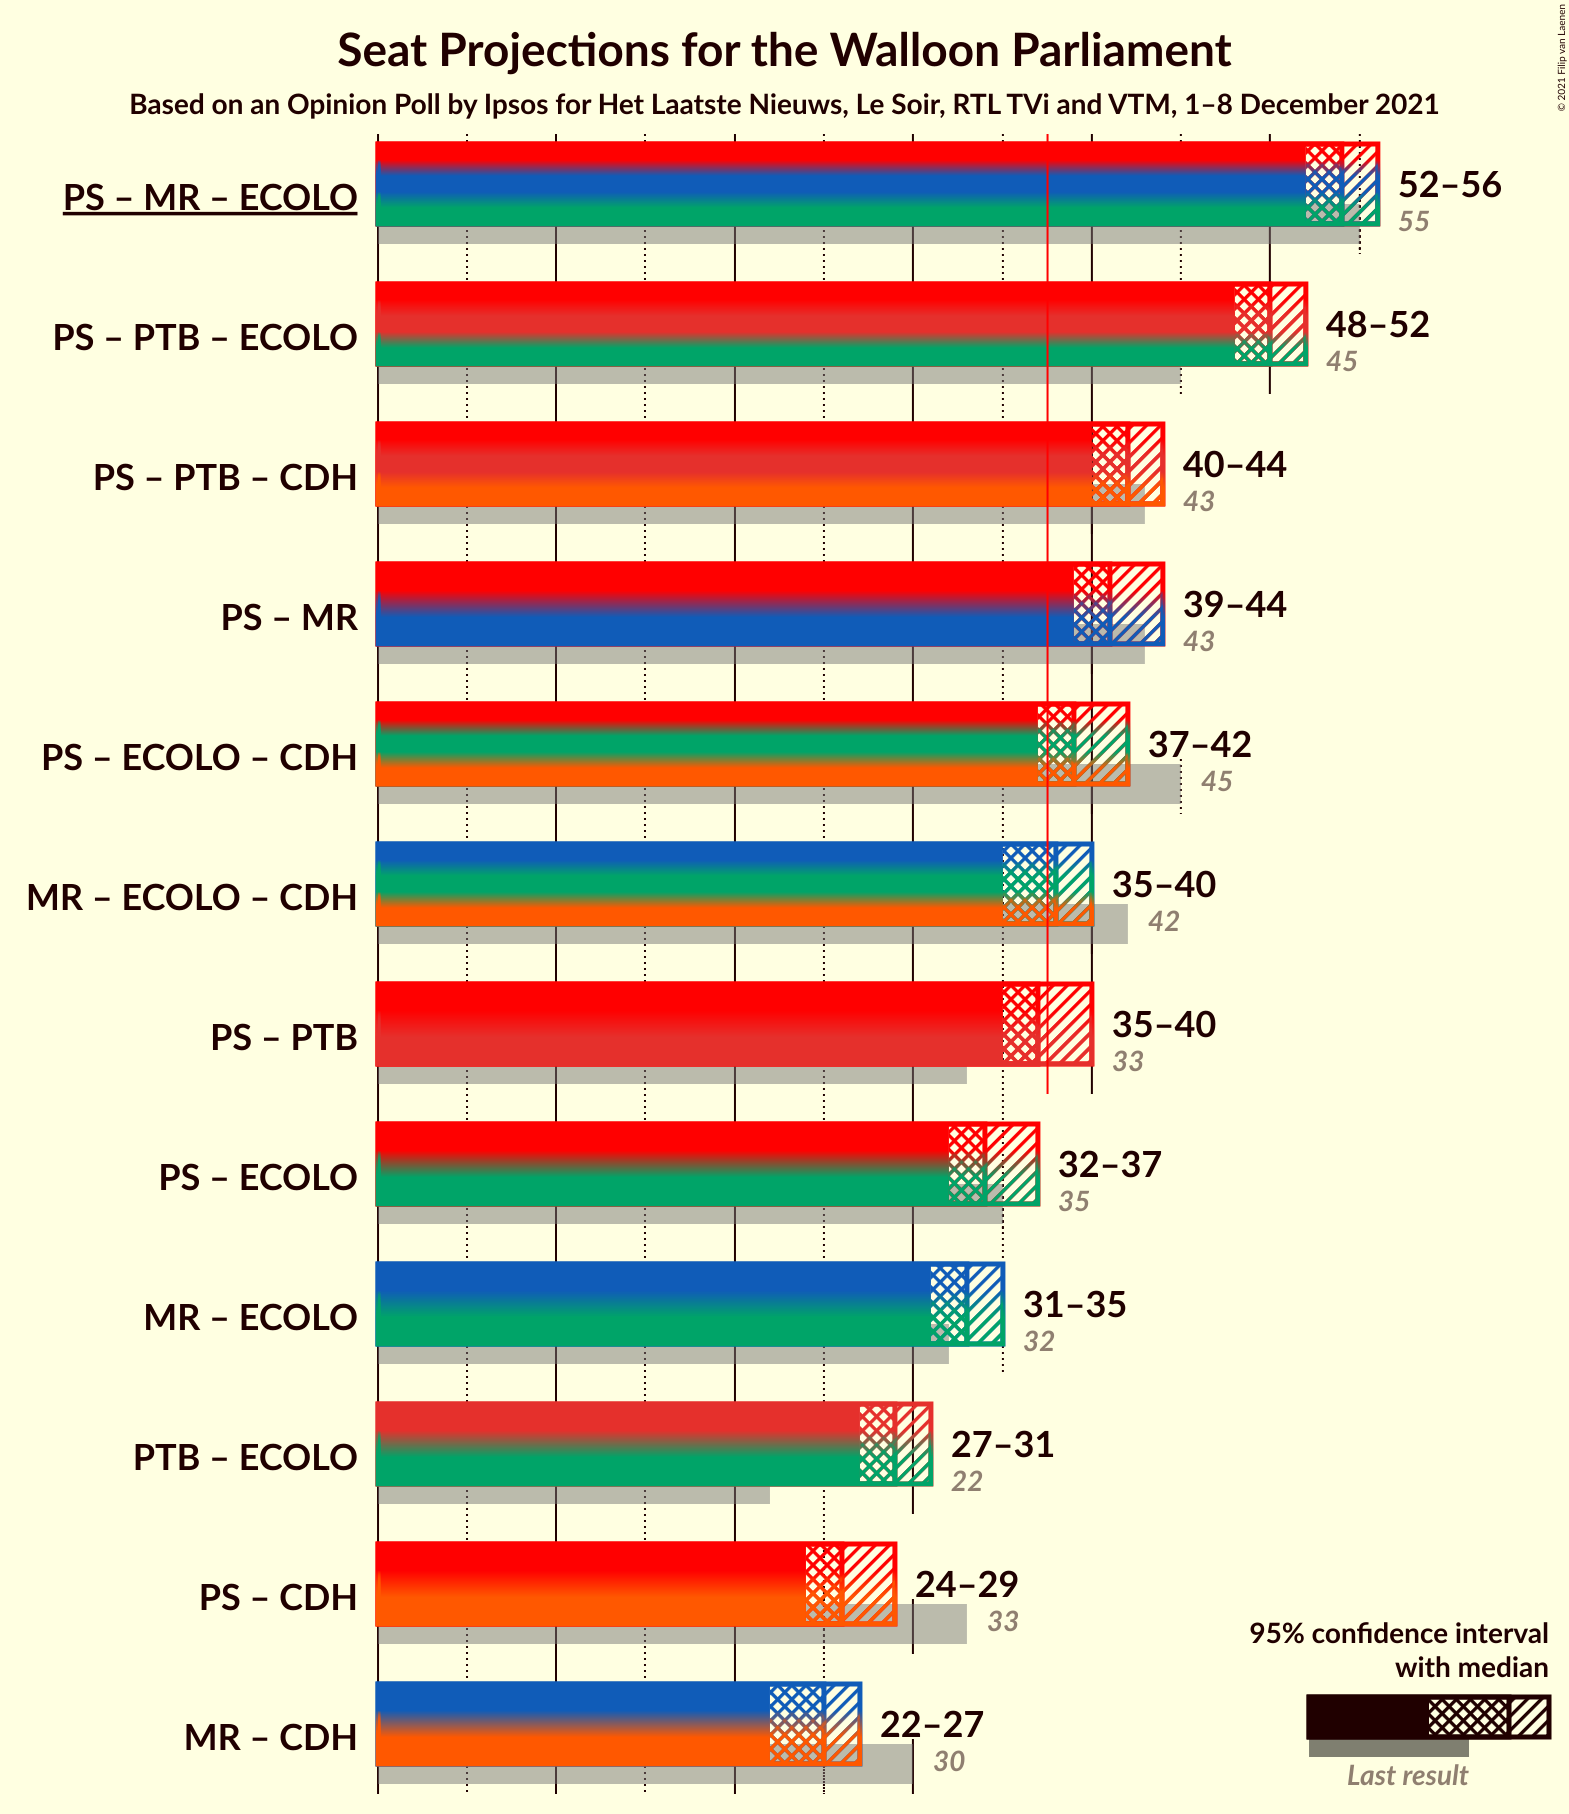 Seat Projections for the Walloon Parliament
Based on an Opinion Poll by Ipsos for Het Laatste Nieuws, Le Soir, RTL TVi and VTM, 1–8 December 2021
© 2021 Filip van Laenen
PS – MR – ECOLO
52–56
55
PS – PTB – ECOLO
48–52
45
PS – PTB – CDH
40–44
43
PS – MR
39–44
43
PS – ECOLO – CDH
37–42
45
MR – ECOLO – CDH
35–40
42
PS – PTB
35–40
33
PS – ECOLO
32–37
35
MR – ECOLO
31–35
32
PTB – ECOLO
27–31
22
PS – CDH
24–29
33
MR – CDH
22–27
30
95% confidence interval
with median
Last result